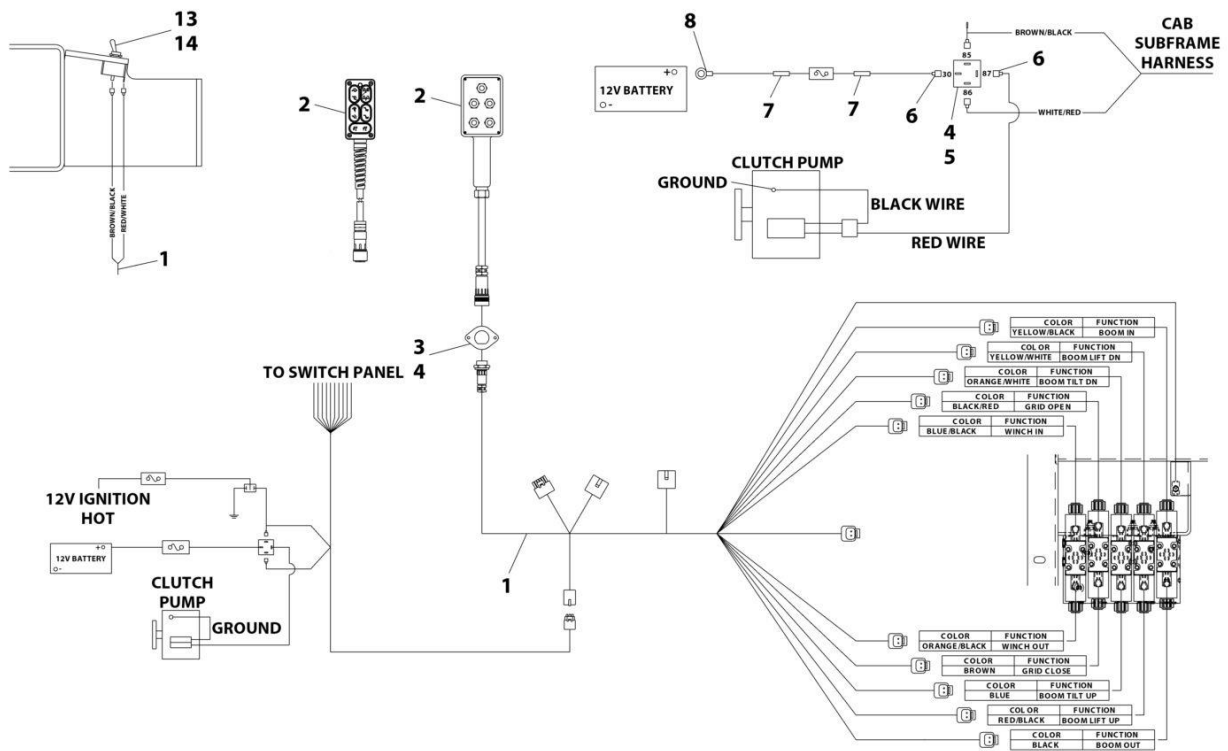 13
14
BROWN/BLACK
RED/WHITE
1
2
2
3
4
8
12V BATTERY
+
-
7
7
6
30
85
87
86
6
4
5
BROWN/BLACK
WHITE/RED
CAB
SUBFRAME
HARNESS
CLUTCH PUMP
GROUND
BLACK WIRE
RED WIRE
TO SWITCH PANEL
12V IGNITION
HOT
12V BATTERY
+
-
CLUTCH
PUMP
GROUND
1
COLOR FUNCTION
YELLOW/BLACK BOOM IN
COLOR FUNCTION
YELLOW/WHITE BOOM LIFT DN
COLOR FUNCTION
ORANGE/WHITE BOOM TILT DN
COLOR FUNCTION
BLACK/RED GRID OPEN
COLOR FUNCTION
BLUE/BLACK WINCH IN
COLOR FUNCTION
ORANGE/BLACK WINCH OUT
COLOR FUNCTION
BROWN GRID CLOSE
COLOR FUNCTION
BLUE BOOM TILT UP
COLOR FUNCTION
RED/BLACK BOOM LIFT UP
COLOR FUNCTION
BLACK BOOM OUT